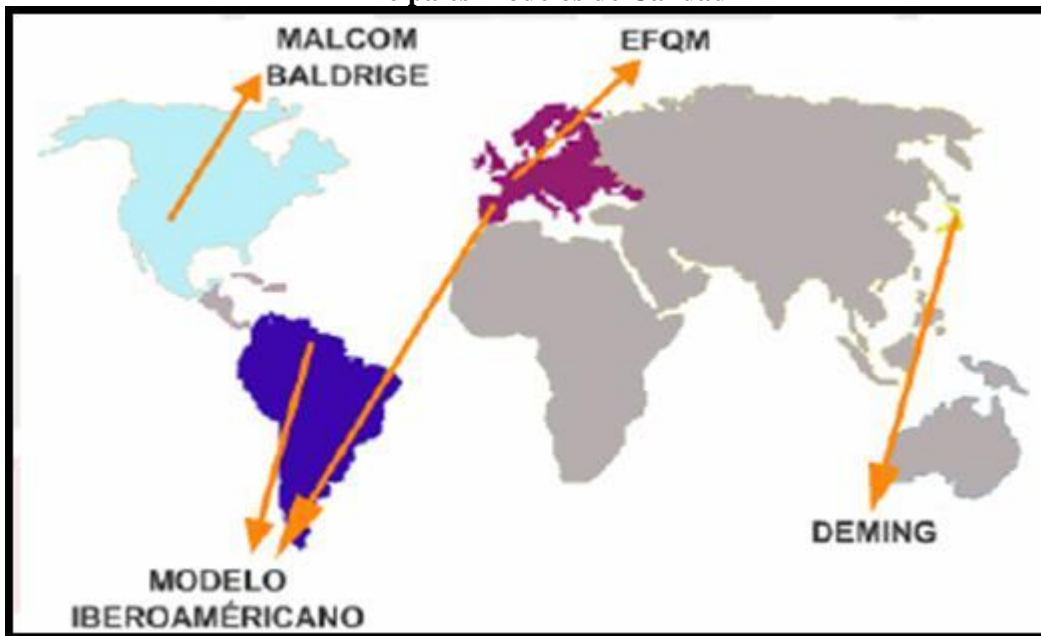 MALCOM
BALDRIGE
EFQM
DEMING
MODELO
IBEROAMÉRICANO